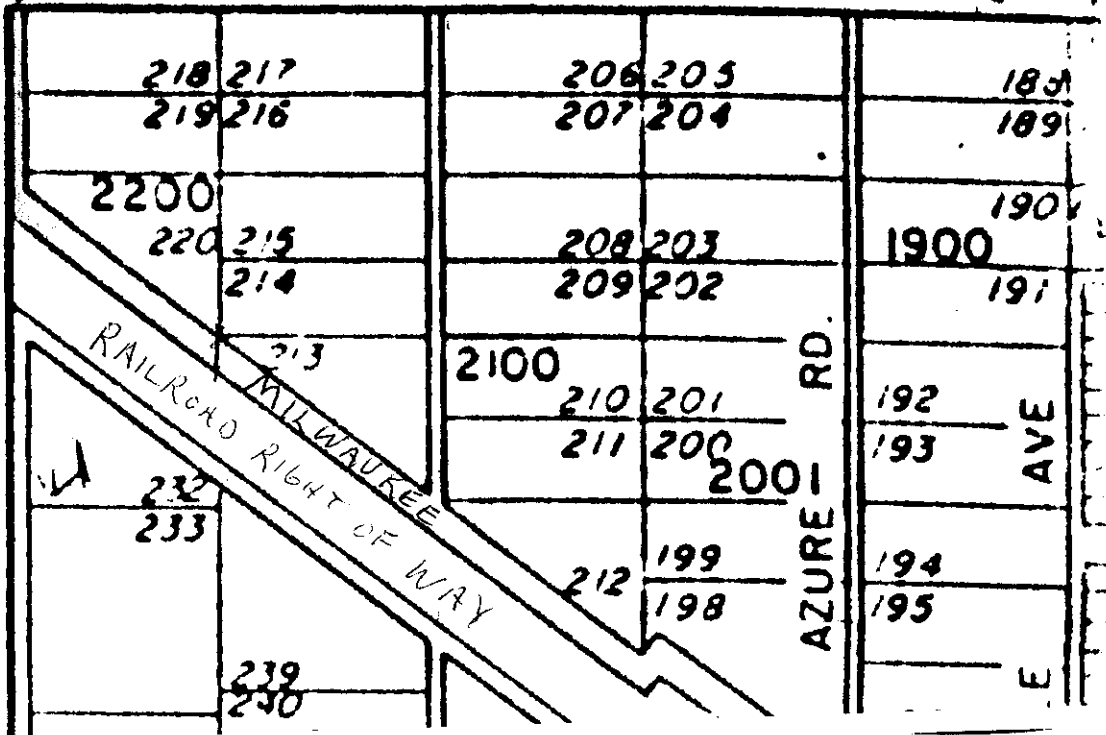 218 217 206 205
219 216 207 204 189
2200 190
220 215 208 203 1900
214 209 202 191
213 2100
RAILROAD RIGHT OF WAY
MILWAUKEE
210 201 192
211 200 193
2001
AZURE RD.
AVE
232
233
199 194
212 198 195
239
E